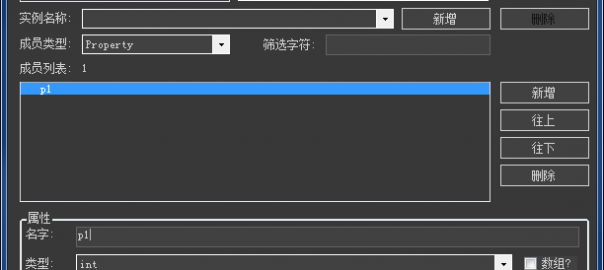 实例名称: 新增 删除
成员类型: Property 筛选字符:
成员列表: 1
p1
新增
往上
往下
删除
属性
名字: p1
类型: int 数组?